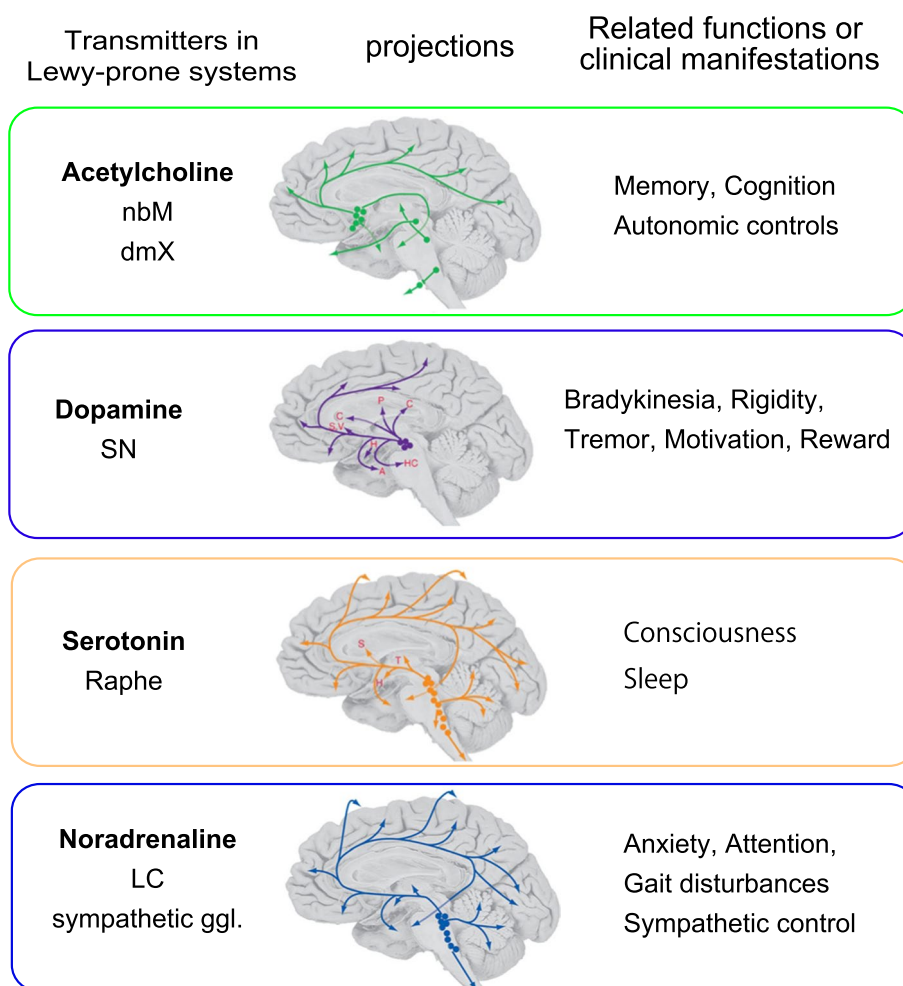 Transmitters in
Lewy-prone systems
projections
Related functions or
clinical manifestations
Acetylcholine
nbM
dmX
Memory, Cognition
Autonomic controls
Dopamine
SN
P
C
C
S,V
H
A
HC
Bradykinesia, Rigidity,
Tremor, Motivation, Reward
Serotonin
Raphe
S
T
H
Consciousness
Sleep
Noradrenaline
LC
sympathetic ggl.
Anxiety, Attention,
Gait disturbances
Sympathetic control